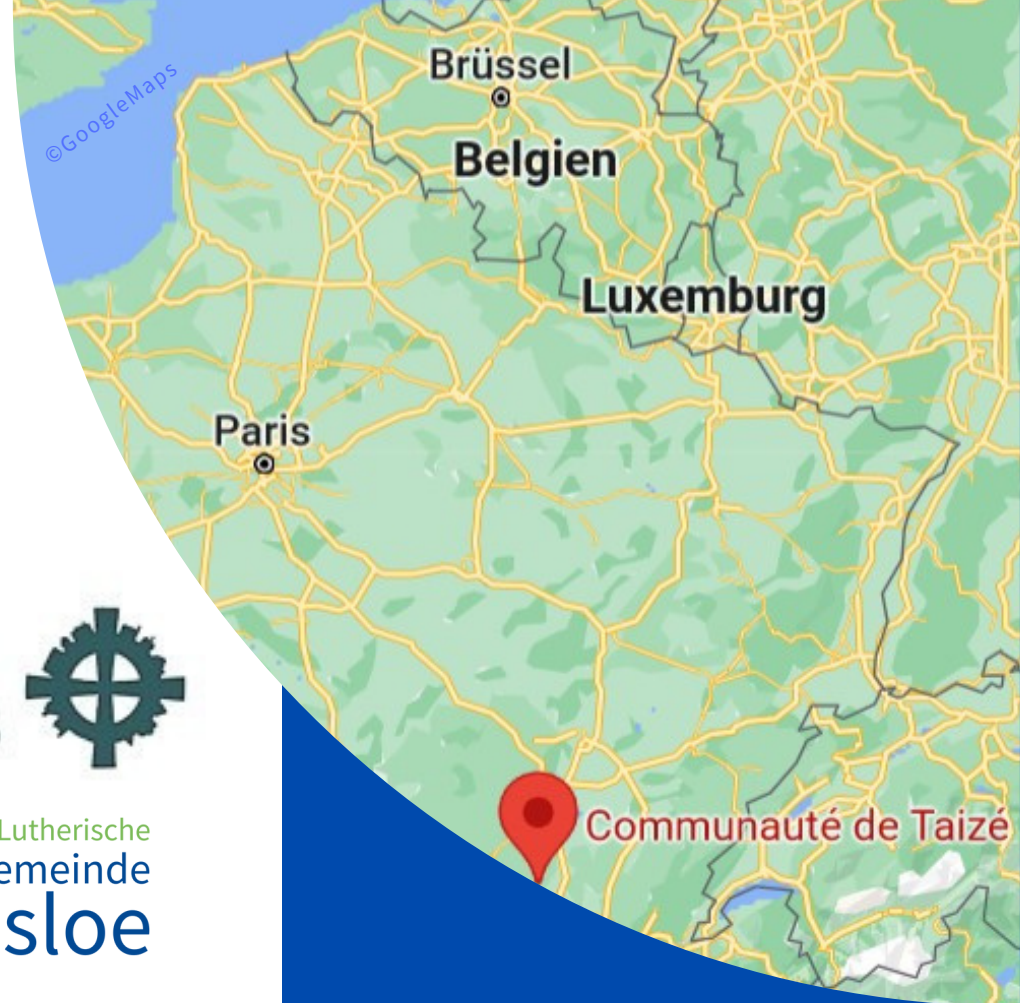 ©GoogleMaps
Brüssel
Belgien
Luxemburg
Paris
Communauté de Taizé
Lutherische
emeinde
sloe